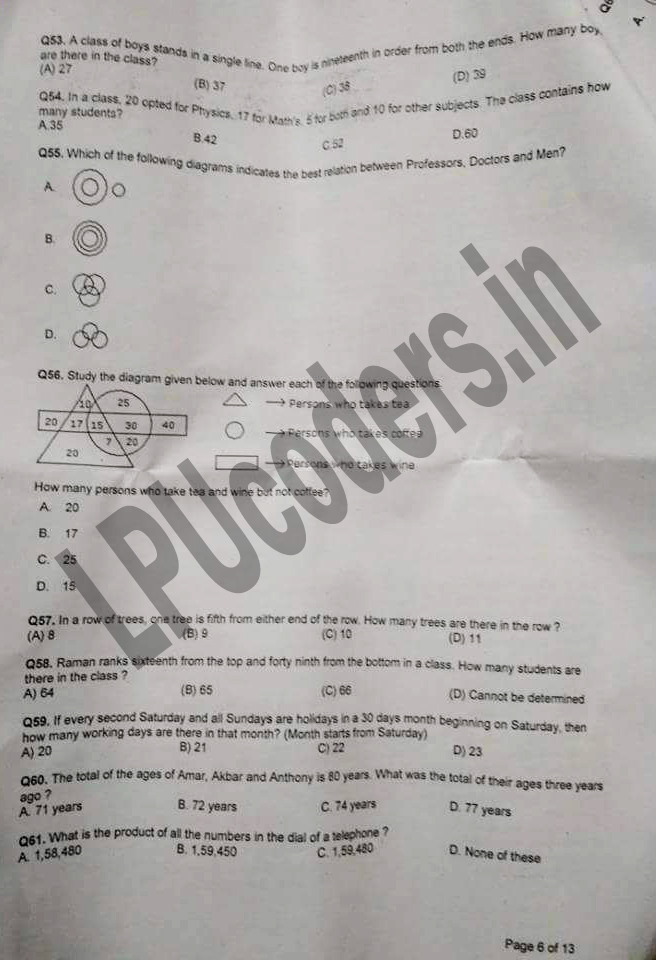 Q53. A class of boys stands in a single line. One boy is nineteenth in order from both the ends. How many boy
are there in the class?
(A) 27 (B) 37 (C) 38 (D) 39
Q54. In a class, 20 opted for Physics, 17 for Math's, 5 for both and 10 for other subjects. The class contains how
many students?
A.35 B.42 C.52 D.60
Q55. Which of the following diagrams indicates the best relation between Professors, Doctors and Men?
A.
B.
C.
D.
Q56. Study the diagram given below and answer each of the following questions.
10 25
20 17 15 30 40
7 20
20
→ Persons who takes tea
→ Persons who takes coffee
→ Persons who takes wine
How many persons who take tea and wine but not coffee?
A. 20
B. 17
C. 25
D. 15
Q57. In a row of trees, one tree is fifth from either end of the row. How many trees are there in the row ?
(A) 8 (B) 9 (C) 10 (D) 11
Q58. Raman ranks sixteenth from the top and forty ninth from the bottom in a class. How many students are
there in the class ?
A) 64 (B) 65 (C) 66 (D) Cannot be determined
Q59. If every second Saturday and all Sundays are holidays in a 30 days month beginning on Saturday, then
how many working days are there in that month? (Month starts from Saturday)
A) 20 B) 21 C) 22 D) 23
Q60. The total of the ages of Amar, Akbar and Anthony is 80 years. What was the total of their ages three years
ago ?
A. 71 years B. 72 years C. 74 years D. 77 years
Q61. What is the product of all the numbers in the dial of a telephone ?
A. 1,58,480 B. 1,59,450 C. 1,59,480 D. None of these
Page 6 of 13
LPUcoders.in